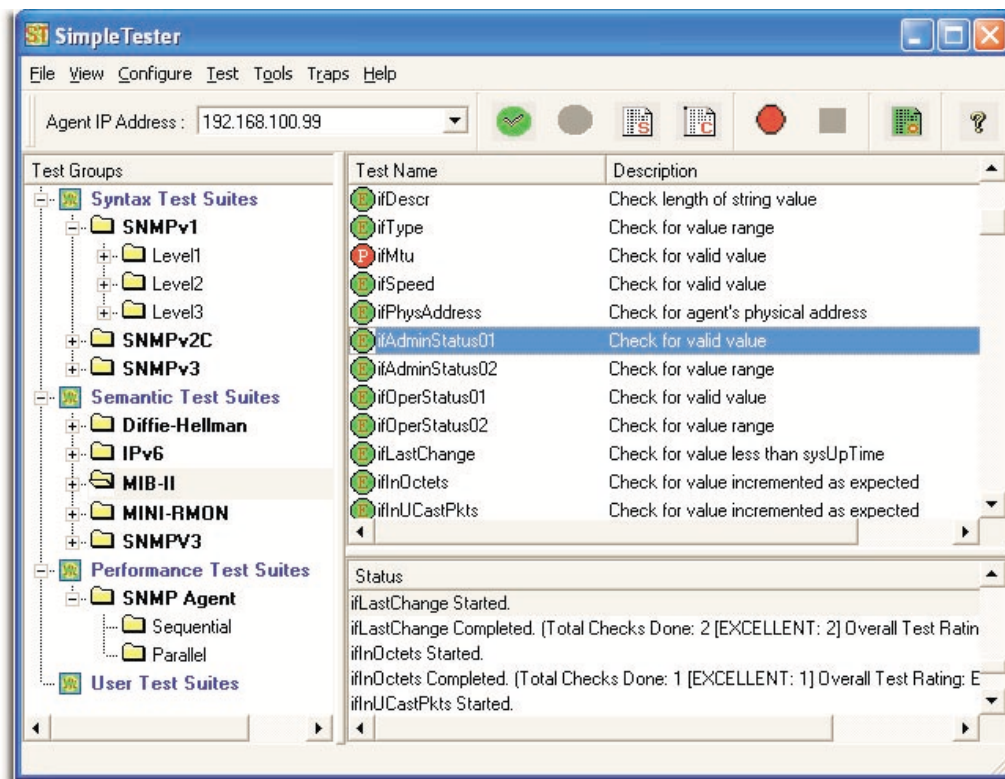 ST SimpleTester
File View Configure Test Tools Traps Help
Agent IP Address : 192.168.100.99
S C ?
Test Groups
Syntax Test Suites
SNMPv1
Level1
Level2
Level3
SNMPv2C
SNMPv3
Semantic Test Suites
Diffie-Hellman
IPv6
MIB-II
MINI-RMON
SNMPV3
Performance Test Suites
SNMP Agent
Sequential
Parallel
User Test Suites
Test Name Description
E ifDescr Check length of string value
E ifType Check for value range
P ifMtu Check for valid value
E ifSpeed Check for valid value
E ifPhysAddress Check for agent's physical address
E ifAdminStatus01 Check for valid value
E ifAdminStatus02 Check for value range
E ifOperStatus01 Check for valid value
E ifOperStatus02 Check for value range
E ifLastChange Check for value less than sysUpTime
E ifInOctets Check for value incremented as expected
E ifInUCastPkts Check for value incremented as expected
Status
ifLastChange Started.
ifLastChange Completed. (Total Checks Done: 2 [EXCELLENT: 2] Overall Test Ratin
ifInOctets Started.
ifInOctets Completed. (Total Checks Done: 1 [EXCELLENT: 1] Overall Test Rating: E
ifInUCastPkts Started.